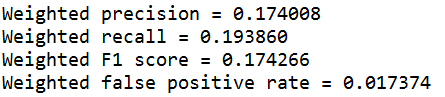 Weighted precision = 0.174008
Weighted recall = 0.193860
Weighted F1 score = 0.174266
Weighted false positive rate = 0.017374